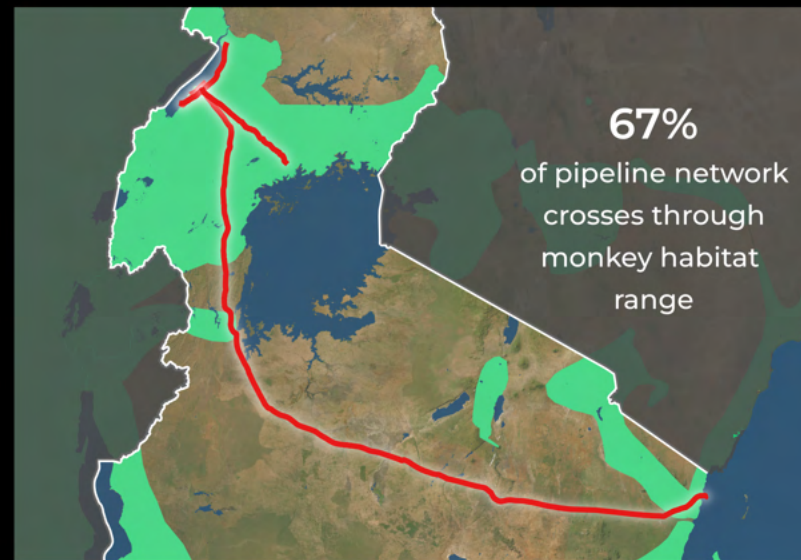 67%
of pipeline network
crosses through
monkey habitat
range